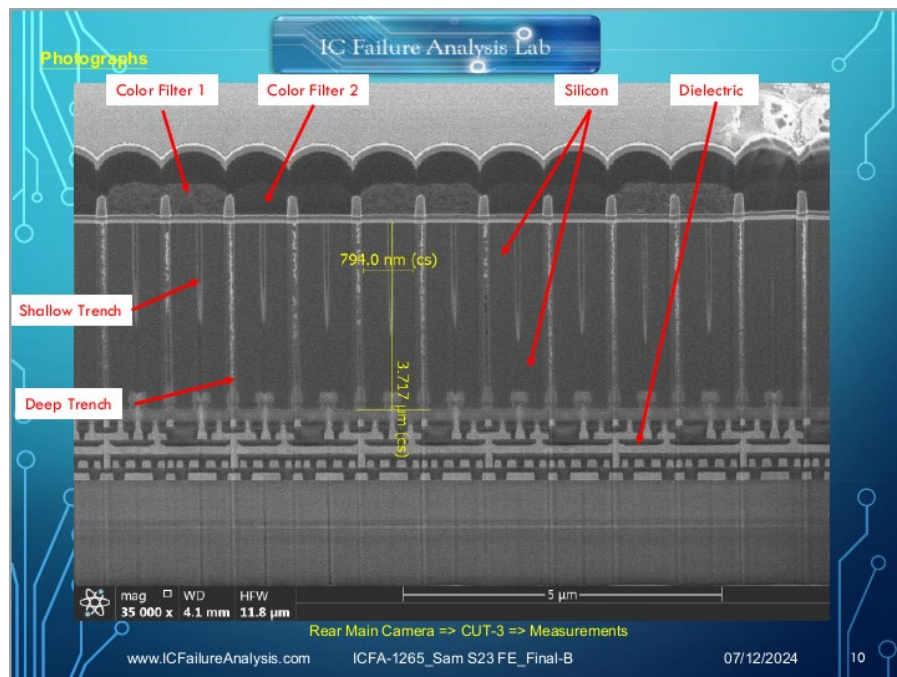 IC Failure Analysis Lab
Photographs
Color Filter 1
Color Filter 2
Silicon
Dielectric
794.0 nm (cs)
Shallow Trench
3.717 µm (cs)
Deep Trench
mag WD HFW
35 000 x 4.1 mm 11.8 µm
5 µm
Rear Main Camera => CUT-3 => Measurements
www.ICFailureAnalysis.com ICFA-1265_Sam S23 FE_Final-B 07/12/2024 10